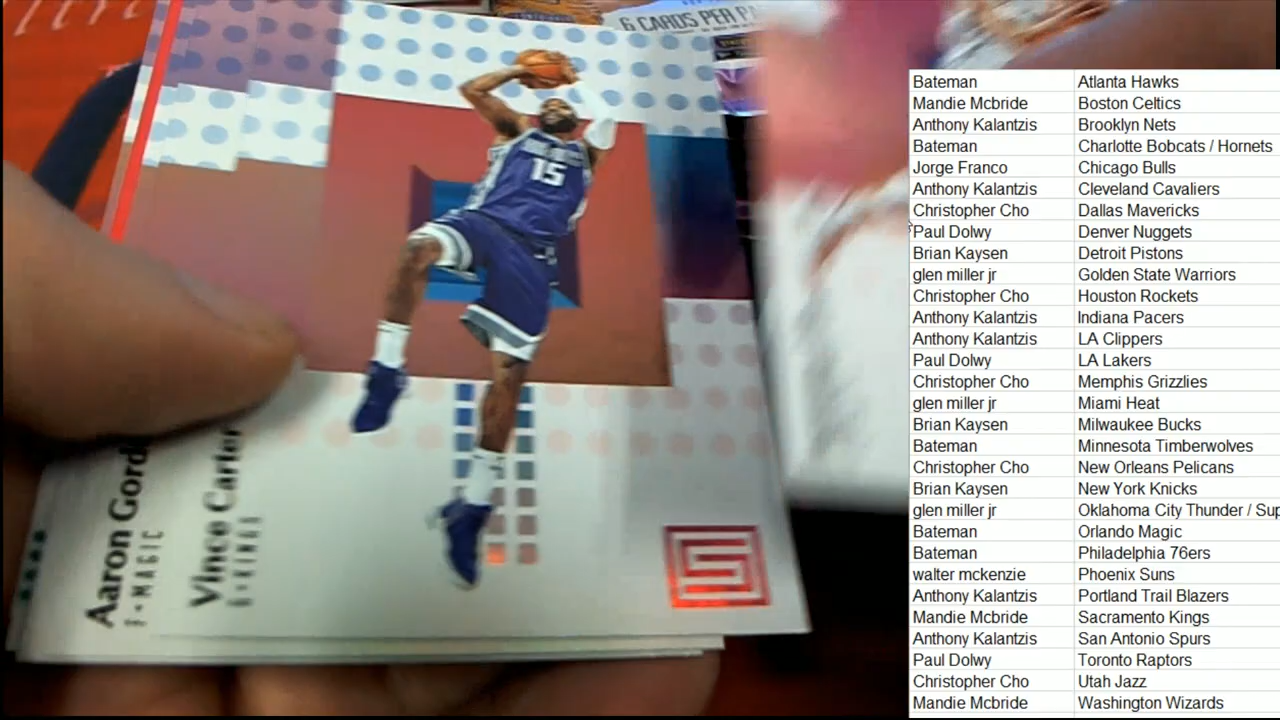 6 CARDS PER PA
15
Aaron Gord
F • MAGIC
Vince Carter
G • KINGS
Bateman Atlanta Hawks
Mandie Mcbride Boston Celtics
Anthony Kalantzis Brooklyn Nets
Bateman Charlotte Bobcats / Hornets
Jorge Franco Chicago Bulls
Anthony Kalantzis Cleveland Cavaliers
Christopher Cho Dallas Mavericks
Paul Dolwy Denver Nuggets
Brian Kaysen Detroit Pistons
glen miller jr Golden State Warriors
Christopher Cho Houston Rockets
Anthony Kalantzis Indiana Pacers
Anthony Kalantzis LA Clippers
Paul Dolwy LA Lakers
Christopher Cho Memphis Grizzlies
glen miller jr Miami Heat
Brian Kaysen Milwaukee Bucks
Bateman Minnesota Timberwolves
Christopher Cho New Orleans Pelicans
Brian Kaysen New York Knicks
glen miller jr Oklahoma City Thunder / Sup
Bateman Orlando Magic
Bateman Philadelphia 76ers
walter mckenzie Phoenix Suns
Anthony Kalantzis Portland Trail Blazers
Mandie Mcbride Sacramento Kings
Anthony Kalantzis San Antonio Spurs
Paul Dolwy Toronto Raptors
Christopher Cho Utah Jazz
Mandie Mcbride Washington Wizards